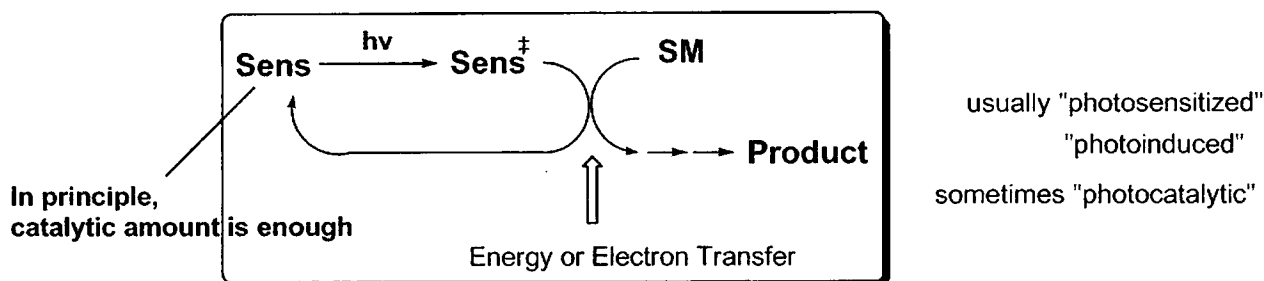 hν
Sens
Sens‡
SM
Product
Energy or Electron Transfer
In principle,
catalytic amount is enough
usually "photosensitized"
"photoinduced"
sometimes "photocatalytic"